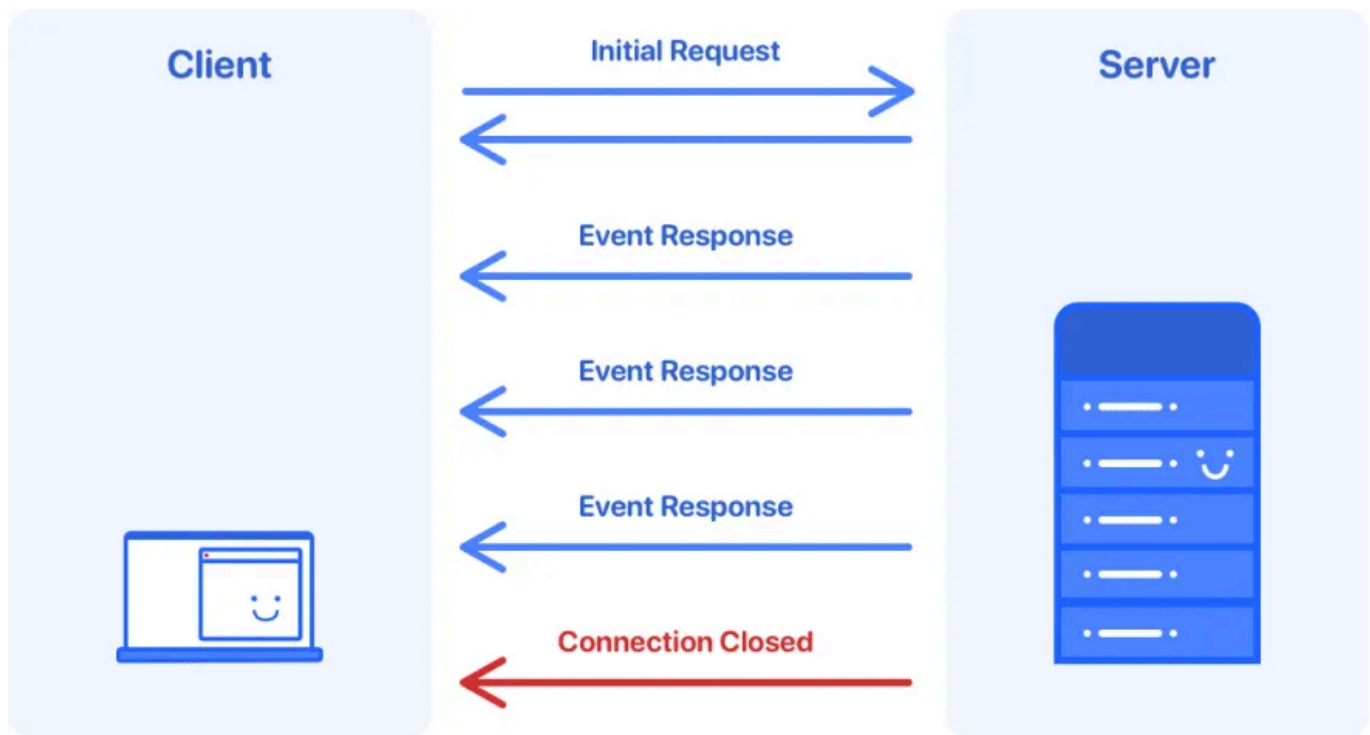 Client
Initial Request
Server
Event Response
Event Response
Event Response
Connection Closed